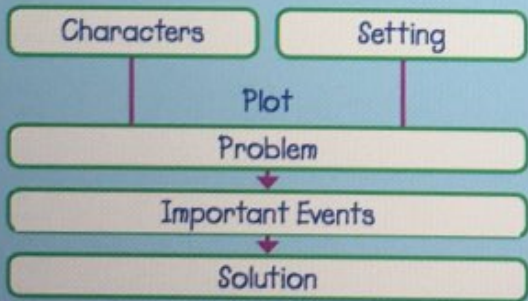 Characters Setting
Plot
Problem
Important Events
Solution